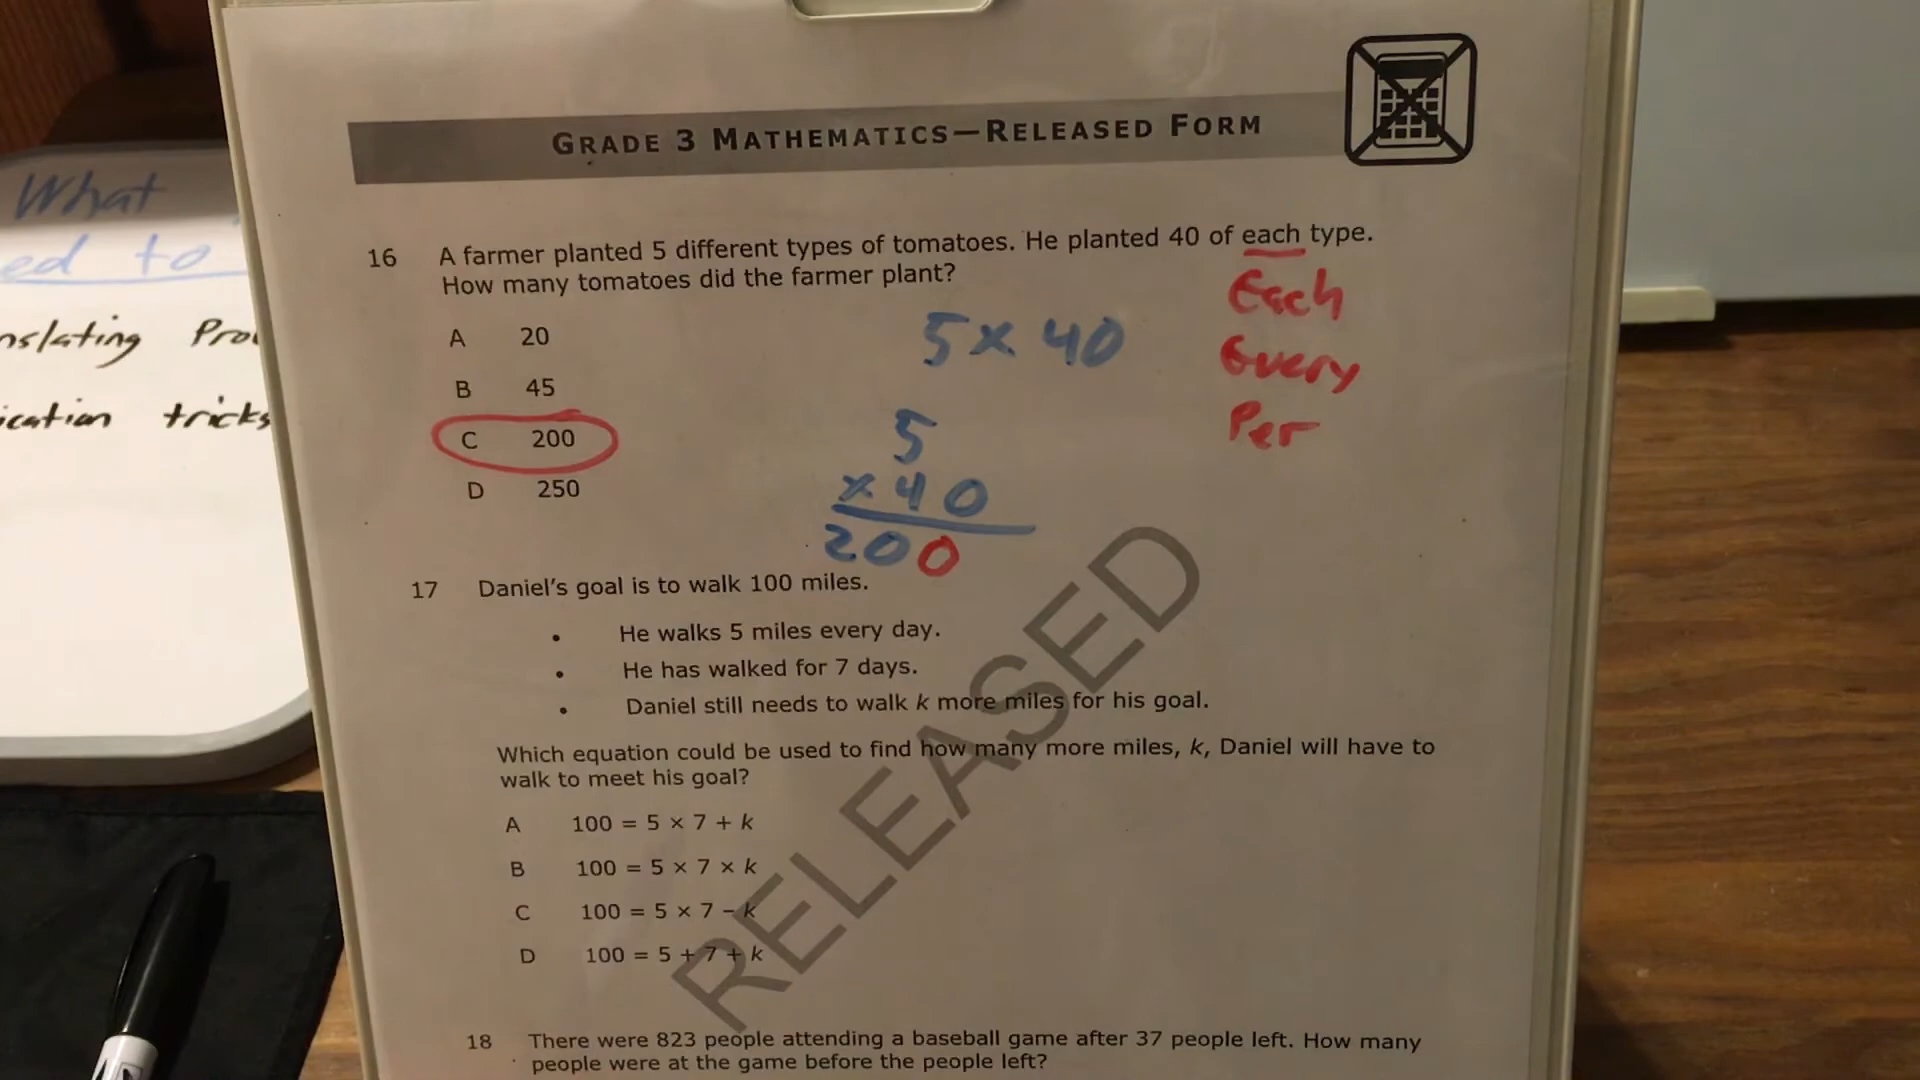 What
ed to
nslating
ication tricks
GRADE 3 MATHEMATICS—RELEASED FORM
16 A farmer planted 5 different types of tomatoes. He planted 40 of each type.
How many tomatoes did the farmer plant?
A 20
B 45
C 200
D 250
5 x 40
5
x 40
200
Each
Every
Per
17 Daniel's goal is to walk 100 miles.
• He walks 5 miles every day.
• He has walked for 7 days.
• Daniel still needs to walk k more miles for his goal.
Which equation could be used to find how many more miles, k, Daniel will have to
walk to meet his goal?
A 100 = 5 × 7 + k
B 100 = 5 × 7 × k
C 100 = 5 × 7 – k
D 100 = 5 + 7 + k
RELEASED
18 There were 823 people attending a baseball game after 37 people left. How many
people were at the game before the people left?